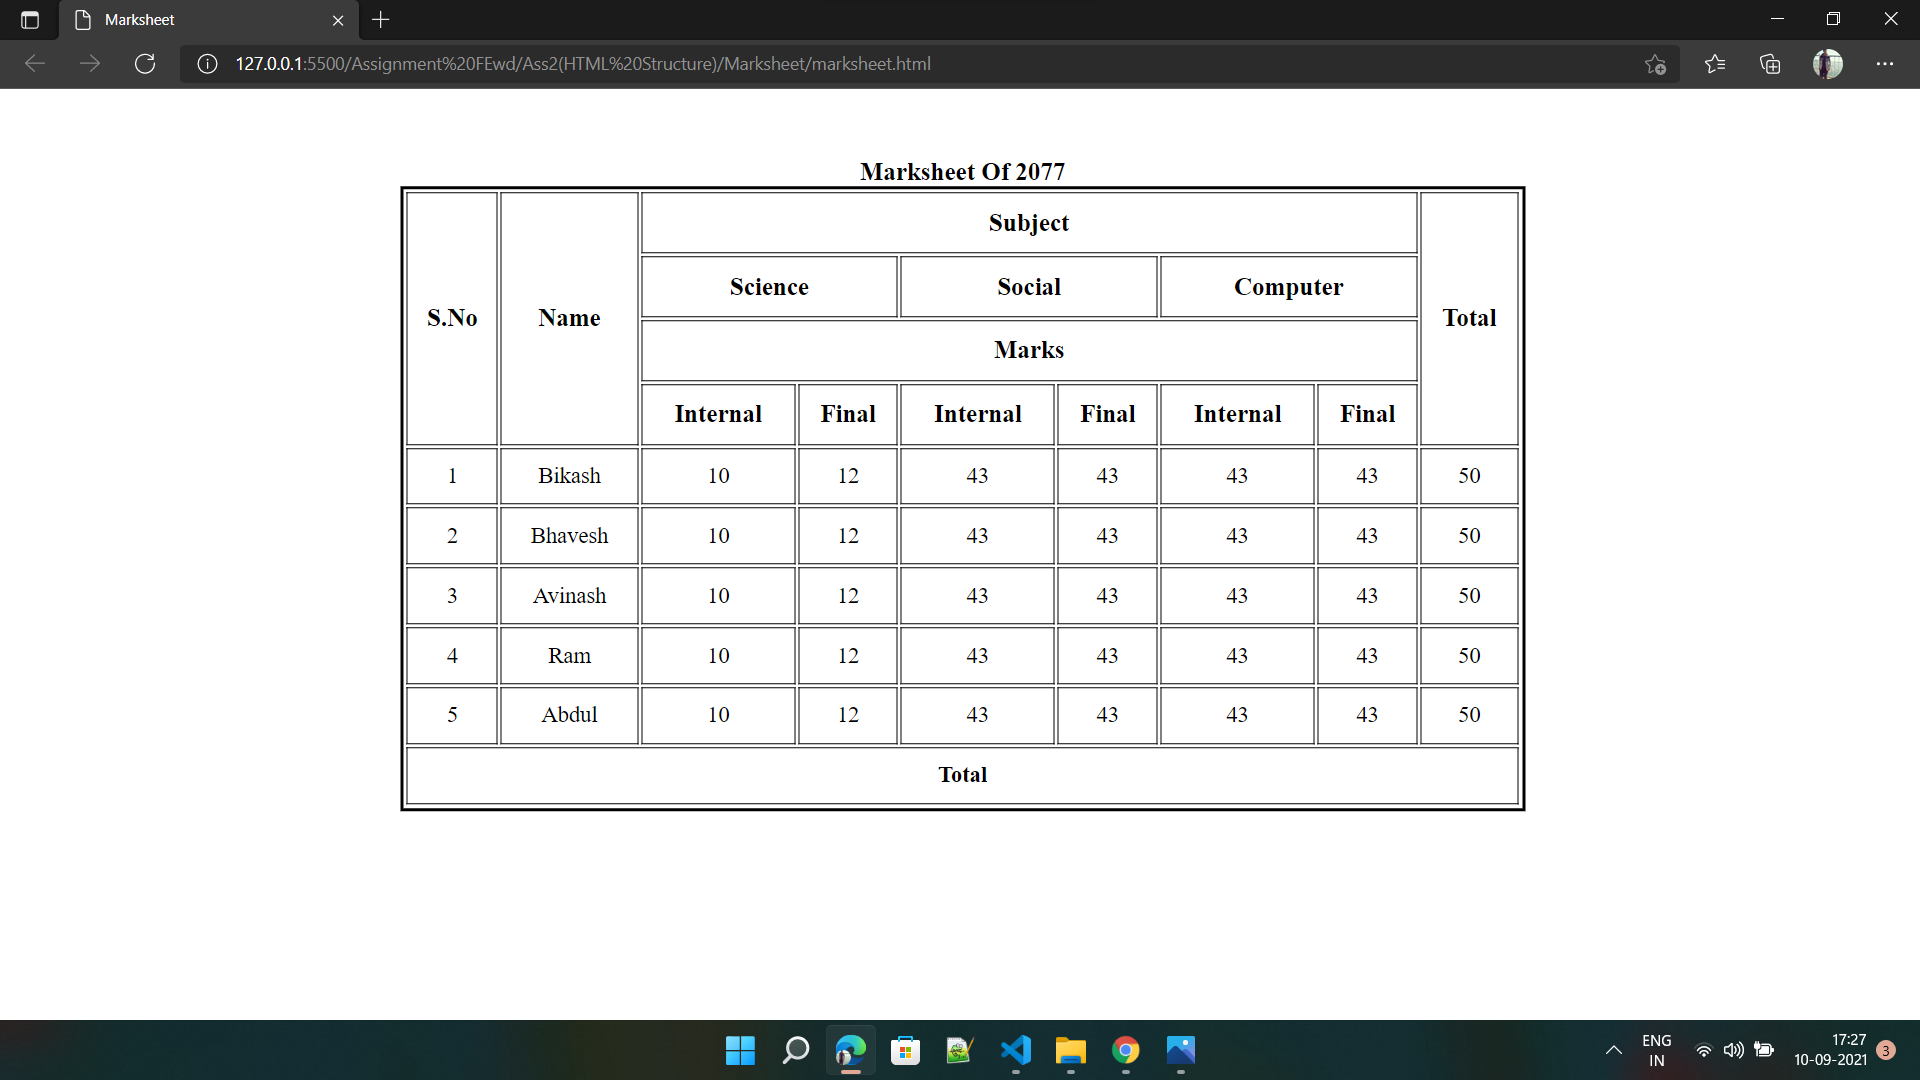 Marksheet
127.0.0.1:5500/Assignment%20FEwd/Ass2(HTML%20Structure)/Marksheet/marksheet.html
Marksheet Of 2077
S.No Name Subject Total
Science Social Computer
Marks
Internal Final Internal Final Internal Final
1 Bikash 10 12 43 43 43 43 50
2 Bhavesh 10 12 43 43 43 43 50
3 Avinash 10 12 43 43 43 43 50
4 Ram 10 12 43 43 43 43 50
5 Abdul 10 12 43 43 43 43 50
Total
ENG
IN
17:27
10-09-2021
3